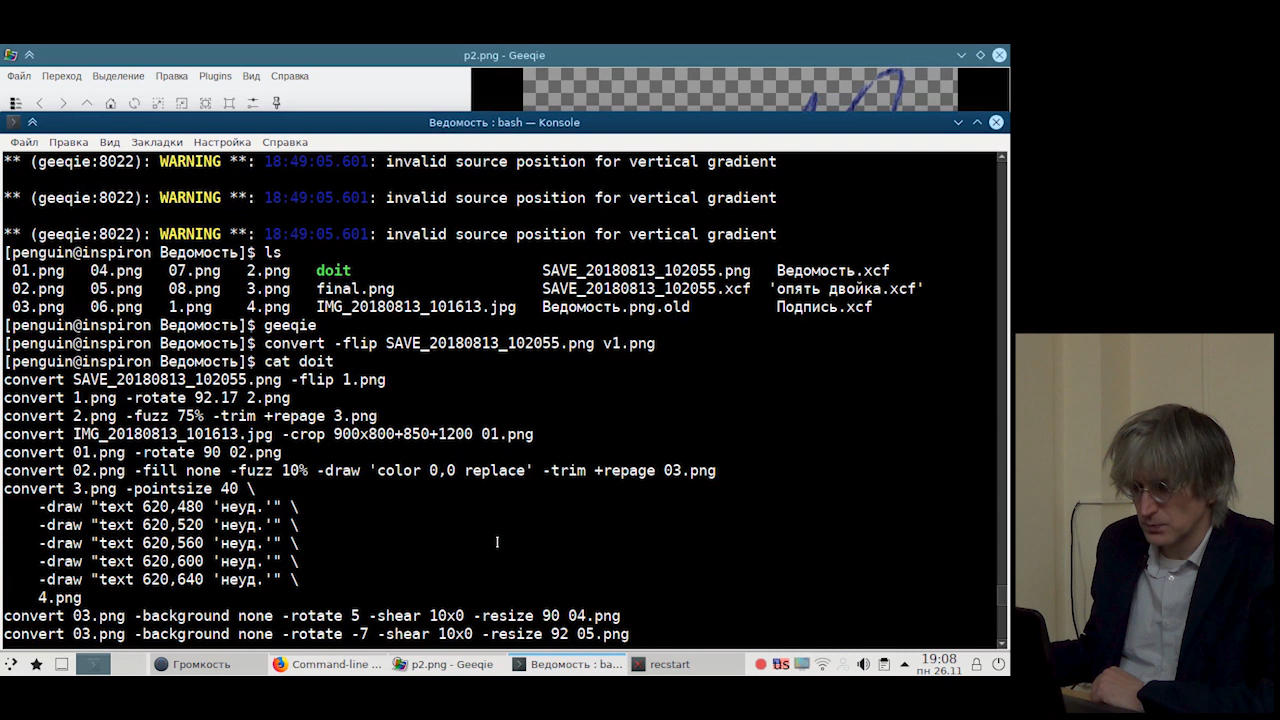 p2.png - Geeqie
Файл Переход Выделение Правка Plugins Вид Справка
Ведомость : bash — Konsole
Файл Правка Вид Закладки Настройка Справка
** (geeqie:8022): WARNING **: 18:49:05.601: invalid source position for vertical gradient
** (geeqie:8022): WARNING **: 18:49:05.601: invalid source position for vertical gradient
** (geeqie:8022): WARNING **: 18:49:05.601: invalid source position for vertical gradient
[penguin@inspiron Ведомость]$ ls
01.png 04.png 07.png 2.png doit SAVE_20180813_102055.png Ведомость.xcf
02.png 05.png 08.png 3.png final.png SAVE_20180813_102055.xcf 'опять двойка.xcf'
03.png 06.png 1.png 4.png IMG_20180813_101613.jpg Ведомость.png.old Подпись.xcf
[penguin@inspiron Ведомость]$ geeqie
[penguin@inspiron Ведомость]$ convert -flip SAVE_20180813_102055.png v1.png
[penguin@inspiron Ведомость]$ cat doit
convert SAVE_20180813_102055.png -flip 1.png
convert 1.png -rotate 92.17 2.png
convert 2.png -fuzz 75% -trim +repage 3.png
convert IMG_20180813_101613.jpg -crop 900x800+850+1200 01.png
convert 01.png -rotate 90 02.png
convert 02.png -fill none -fuzz 10% -draw 'color 0,0 replace' -trim +repage 03.png
convert 3.png -pointsize 40 \
-draw "text 620,480 'неуд.'" \
-draw "text 620,520 'неуд.'" \
-draw "text 620,560 'неуд.'" \
-draw "text 620,600 'неуд.'" \
-draw "text 620,640 'неуд.'" \
4.png
convert 03.png -background none -rotate 5 -shear 10x0 -resize 90 04.png
convert 03.png -background none -rotate -7 -shear 10x0 -resize 92 05.png
Громкость Command-line ... p2.png - Geeqie Ведомость : ba... recstart us 19:08
пн 26.11